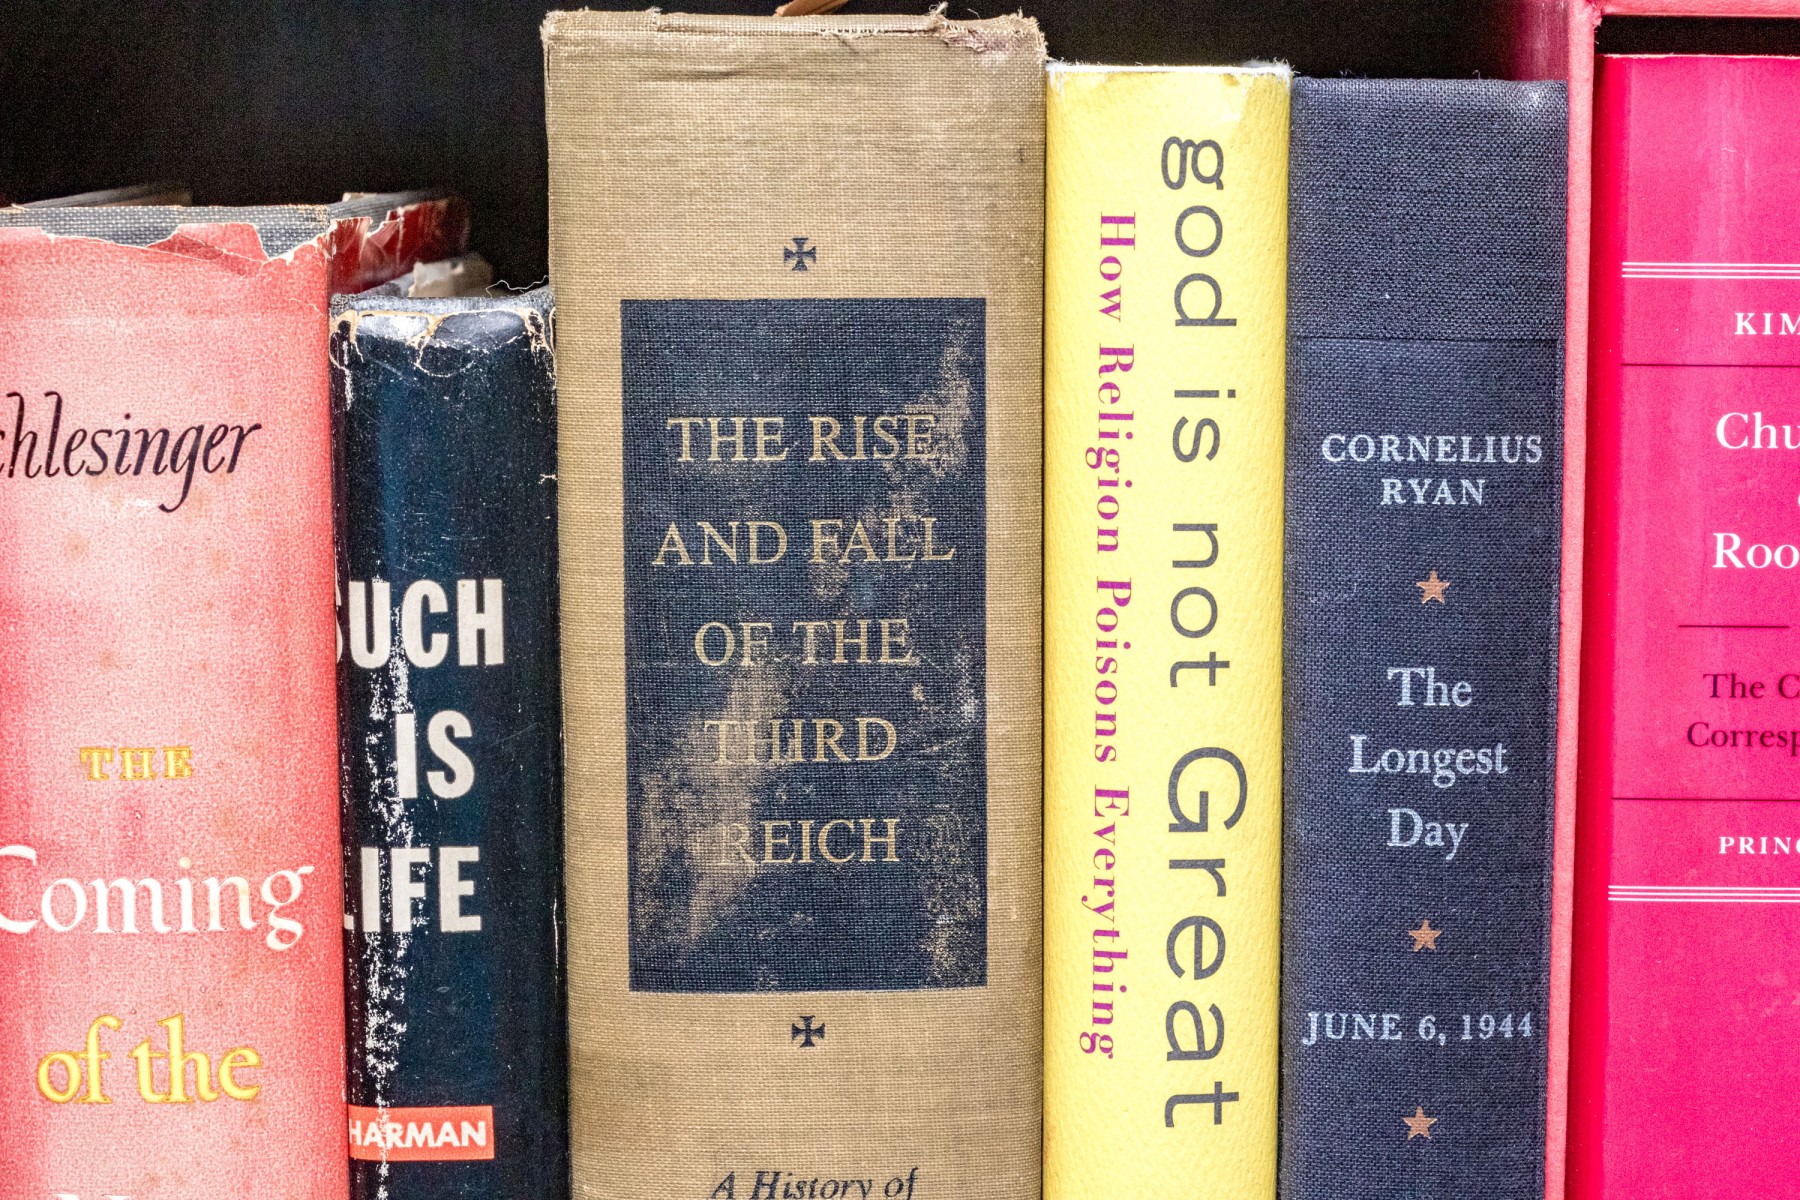 chlesinger
THE
Coming
of the
SUCH
IS
LIFE
HARMAN
THE RISE
AND FALL
OF THE
THIRD
REICH
A History of
god is not Great
How Religion Poisons Everything
CORNELIUS
RYAN
The
Longest
Day
JUNE 6, 1944
KIM
Chu
Roo
The C
Corresp
PRINC